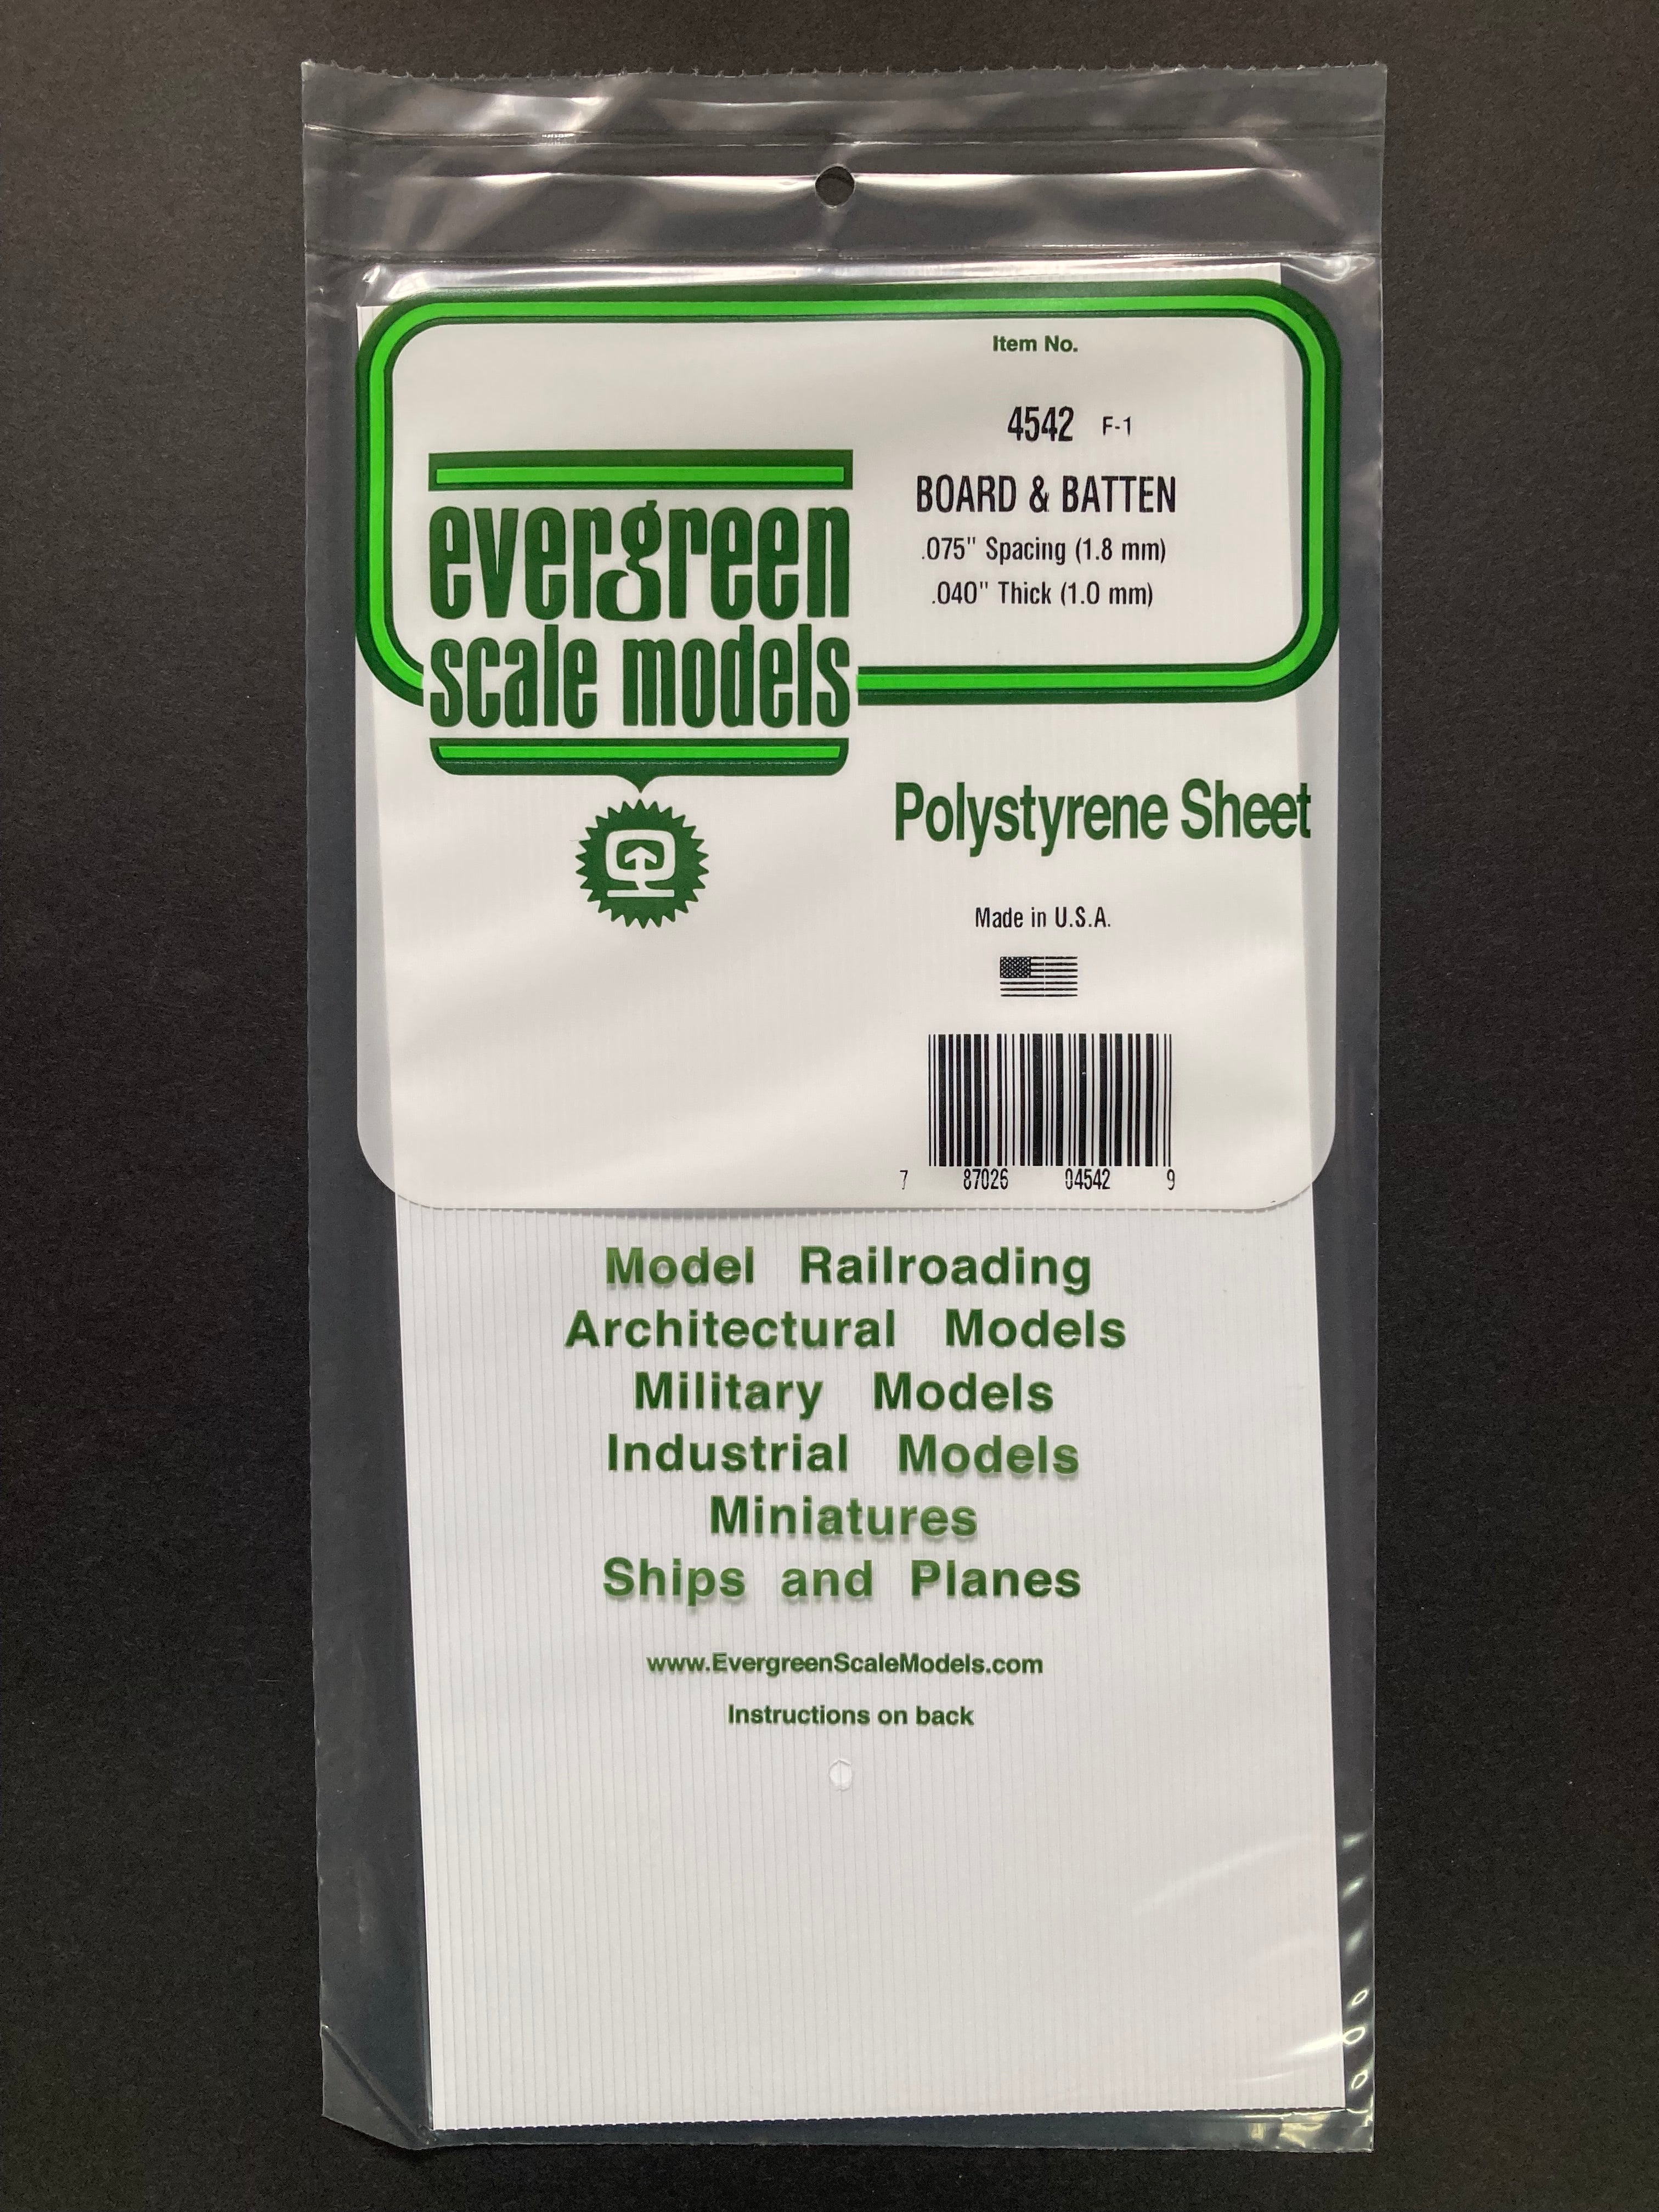 Item No.
4542 F-1
BOARD & BATTEN
.075" Spacing (1.8 mm)
.040" Thick (1.0 mm)
evergreen
scale models
Polystyrene Sheet
Made in U.S.A.
7 87026 04542 9
Model Railroading
Architectural Models
Military Models
Industrial Models
Miniatures
Ships and Planes
www.EvergreenScaleModels.com
Instructions on back